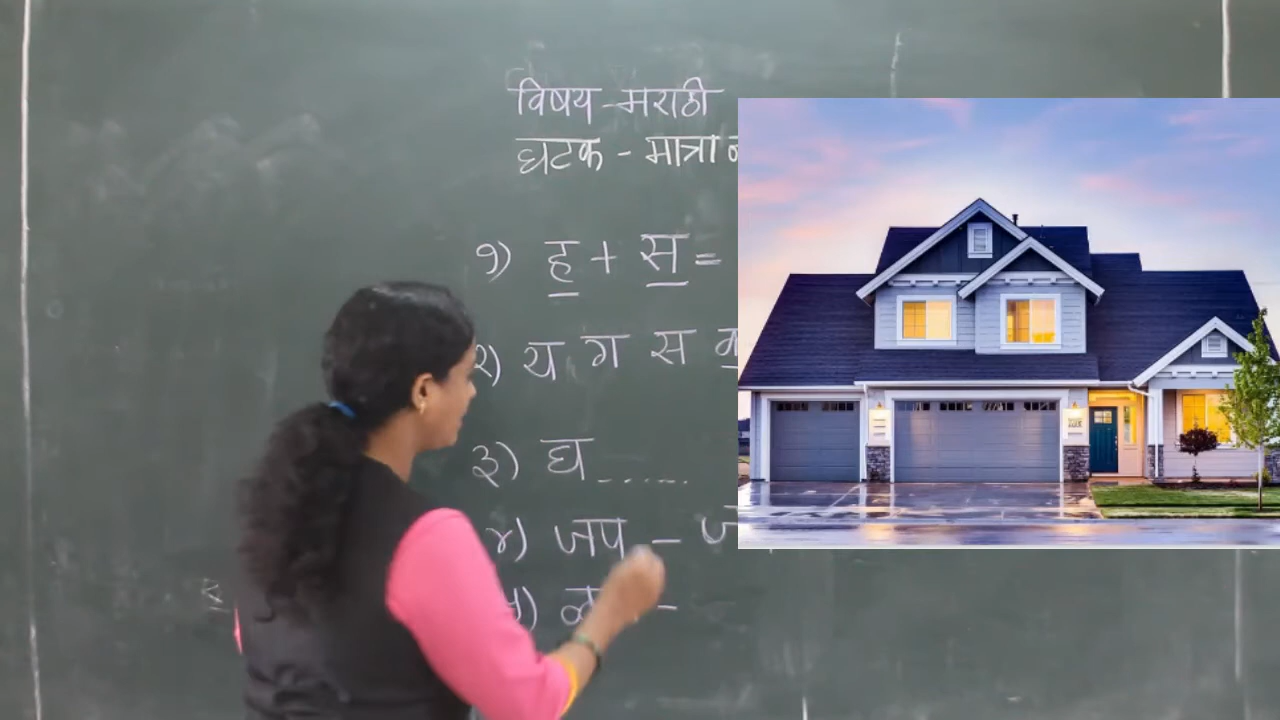 विषय - मराठी
घटक - मात्रा
१) ह + स =
२) य ग स
३) घ ......
४) जप -